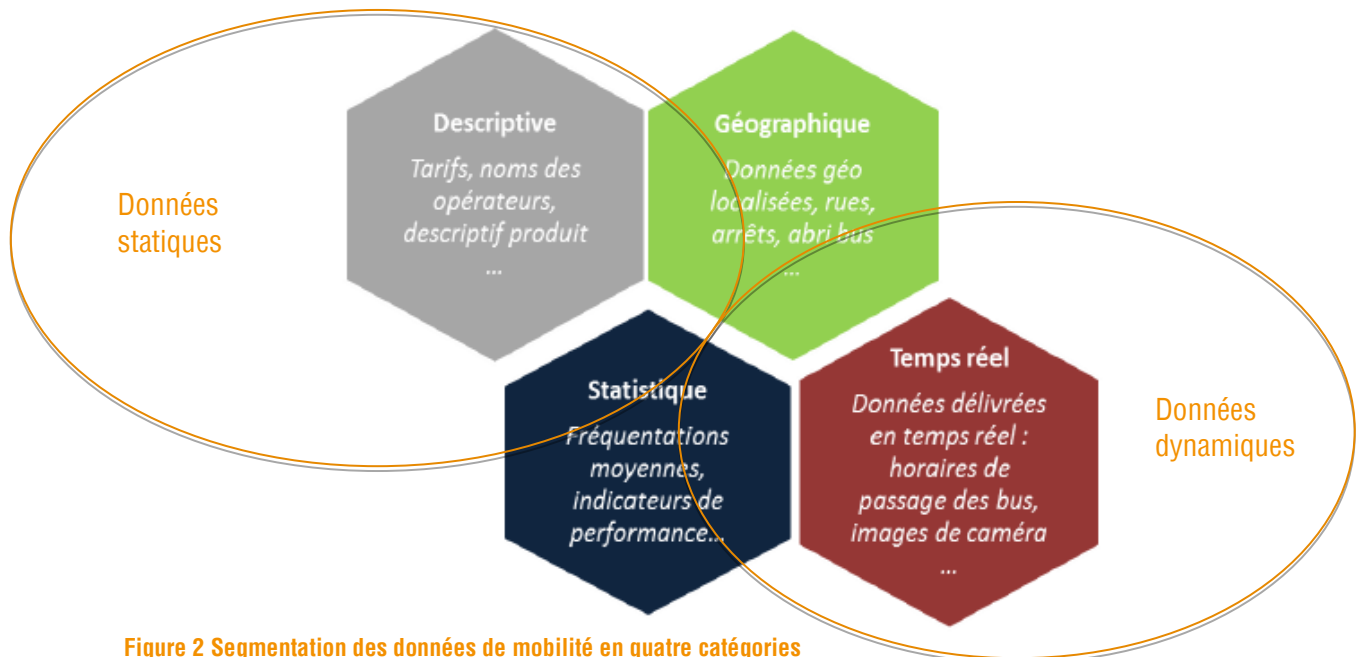 Descriptive
Tarifs, noms des
opérateurs,
descriptif produit
...
Géographique
Données géo
localisées, rues,
arrêts, abri bus
...
Données
statiques
Statistique
Fréquentations
moyennes,
indicateurs de
performance...
Temps réel
Données délivrées
en temps réel :
horaires de
passage des bus,
images de caméra
...
Données
dynamiques
Figure 2 Segmentation des données de mobilité en quatre catégories